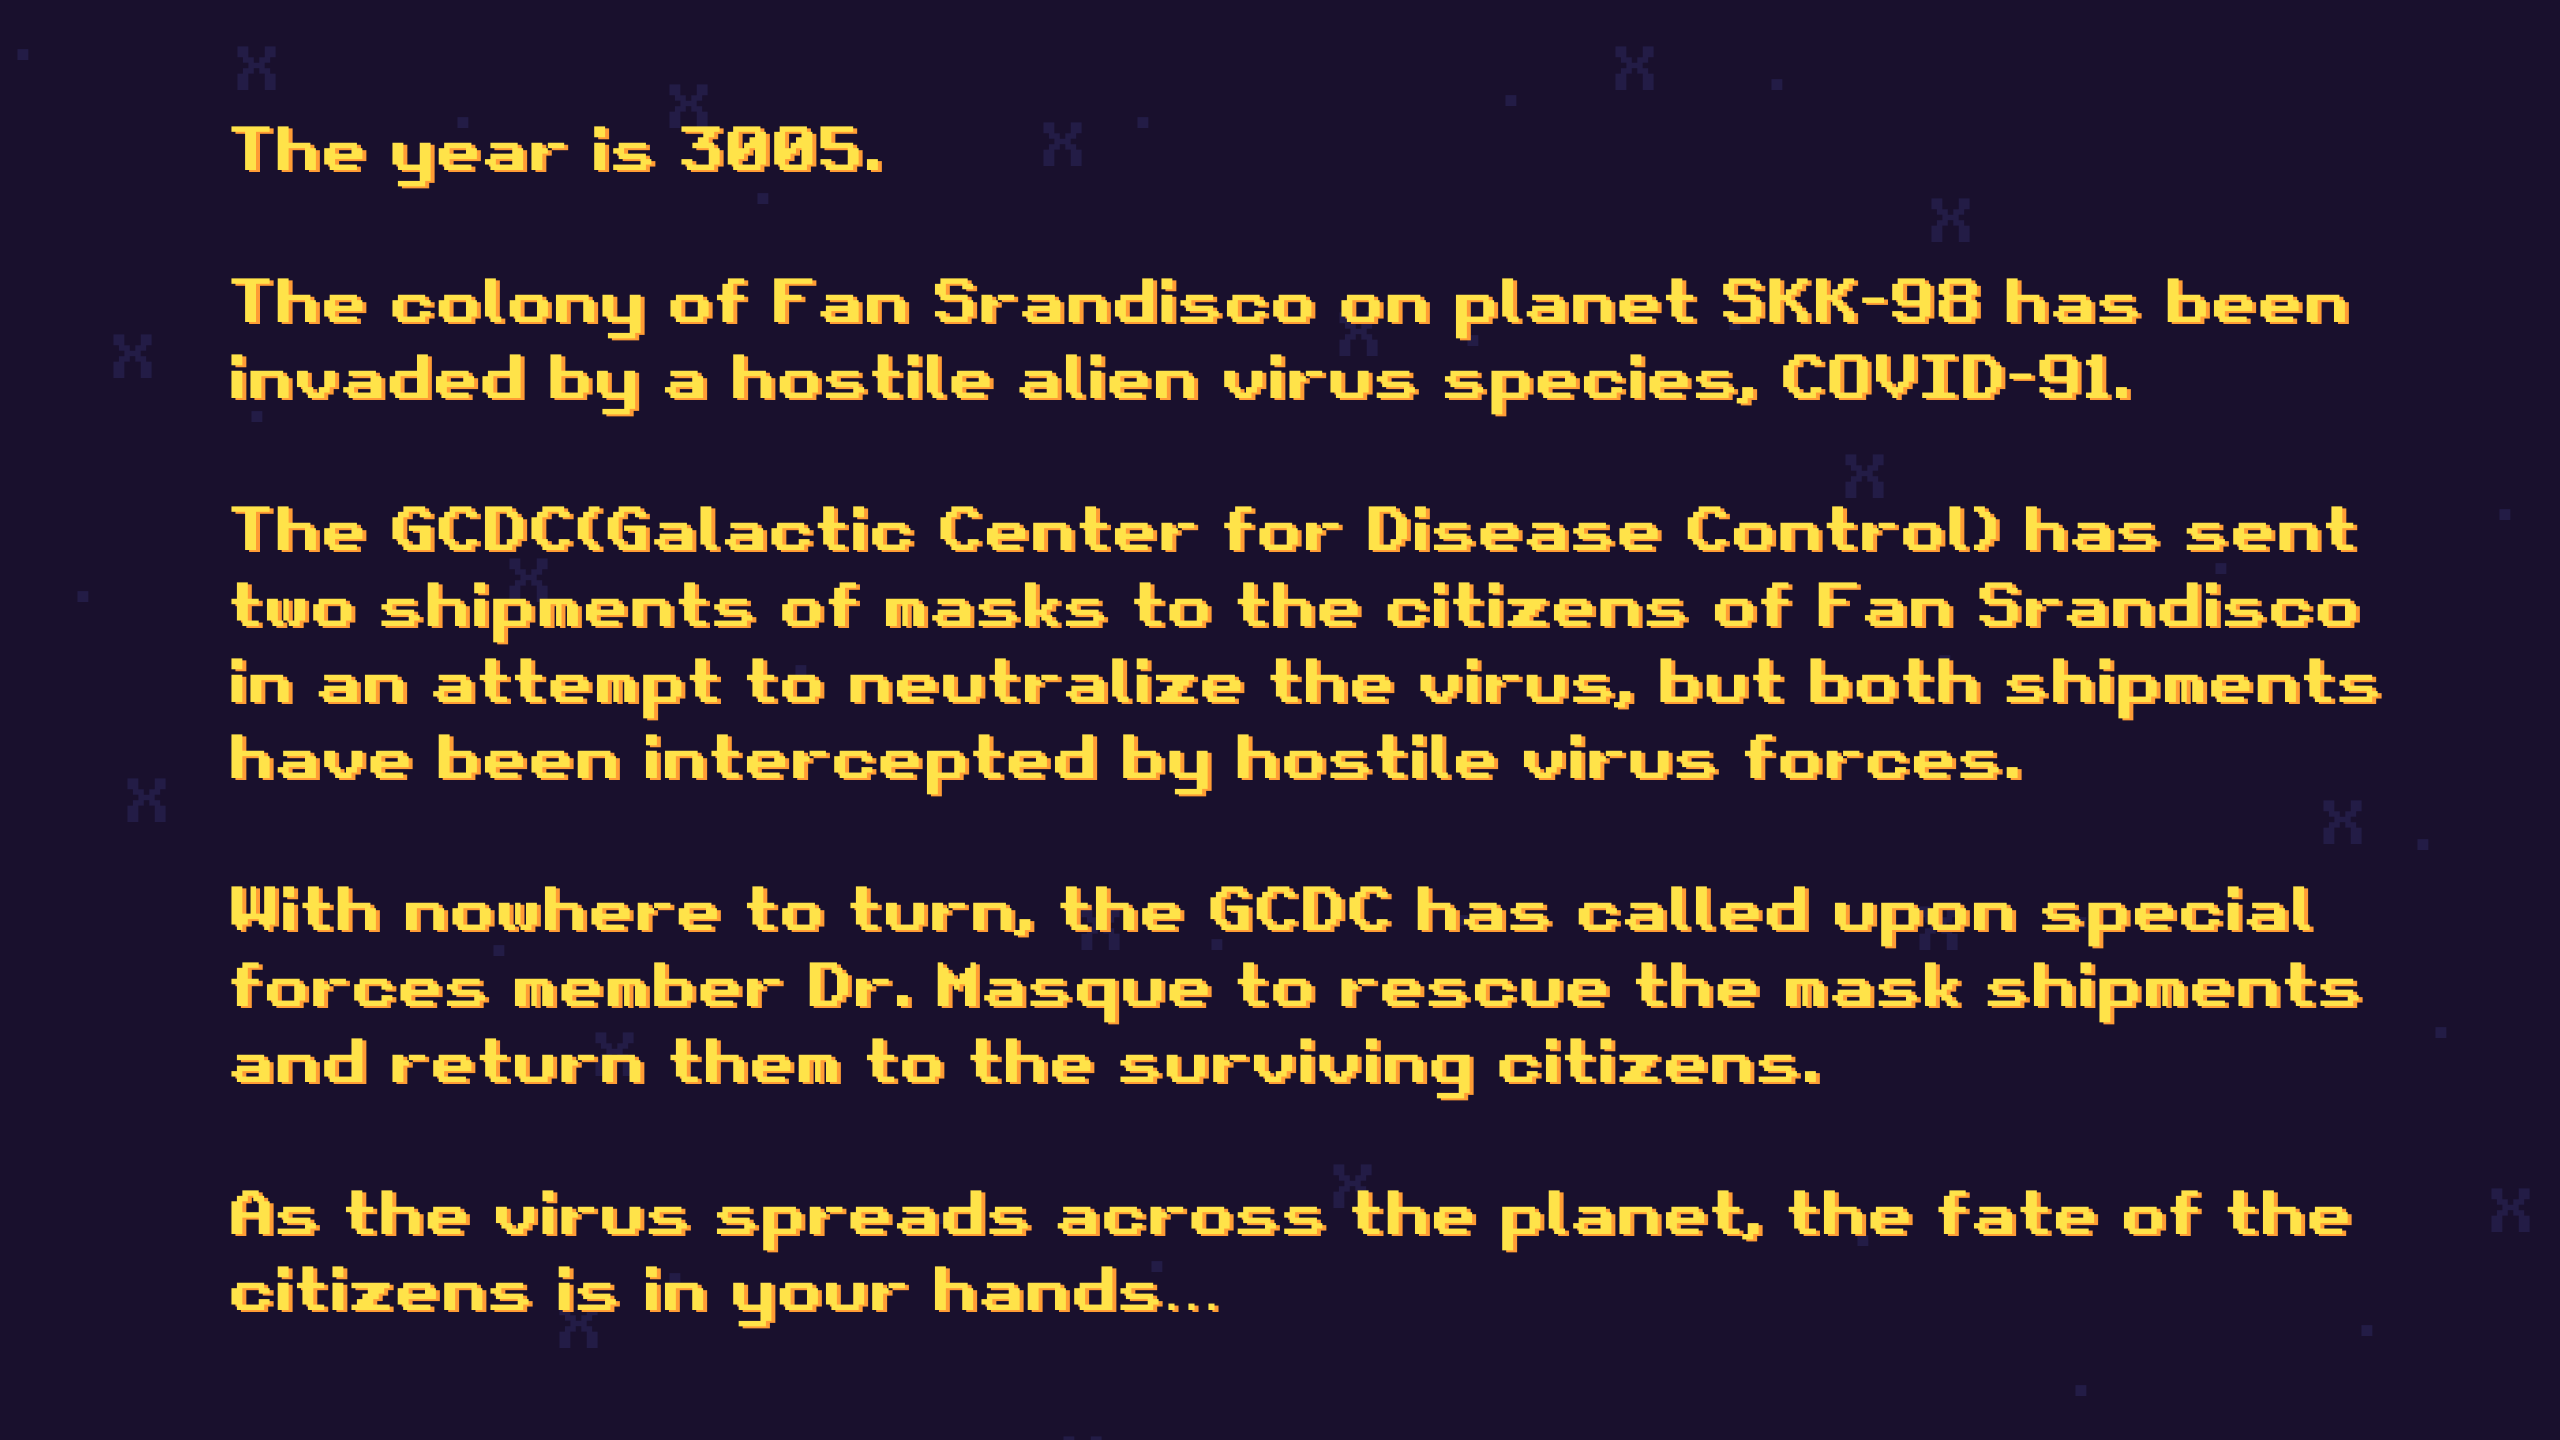 The year is 3005.
The colony of Fan Srandisco on planet SKK-98 has been
invaded by a hostile alien virus species, COVID-91.
The GCDC(Galactic Center for Disease Control) has sent
two shipments of masks to the citizens of Fan Srandisco
in an attempt to neutralize the virus, but both shipments
have been intercepted by hostile virus forces.
With nowhere to turn, the GCDC has called upon special
forces member Dr. Masque to rescue the mask shipments
and return them to the surviving citizens.
As the virus spreads across the planet, the fate of the
citizens is in your hands...